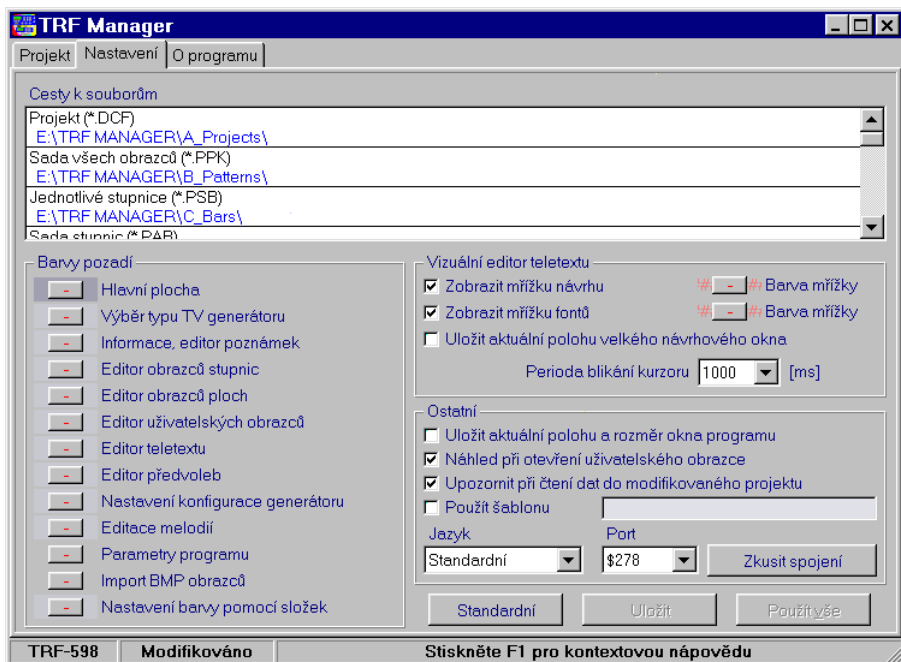 TRF Manager
Projekt Nastavení O programu
Cesty k souborům
Projekt (*.DCF)
E:\TRF MANAGER\A_Projects\
Sada všech obrazců (*.PPK)
E:\TRF MANAGER\B_Patterns\
Jednotlivé stupnice (*.PSB)
E:\TRF MANAGER\C_Bars\
Sada stupnic (*.PAB)
Barvy pozadí
- Hlavní plocha
- Výběr typu TV generátoru
- Informace, editor poznámek
- Editor obrazců stupnic
- Editor obrazců ploch
- Editor uživatelských obrazců
- Editor teletextu
- Editor předvoleb
- Nastavení konfigurace generátoru
- Editace melodií
- Parametry programu
- Import BMP obrazců
- Nastavení barvy pomocí složek
Vizuální editor teletextu
Zobrazit mřížku návrhu - Barva mřížky
Zobrazit mřížku fontů - Barva mřížky
Uložit aktuální polohu velkého návrhového okna
Perioda blikání kurzoru 1000 [ms]
Ostatní
Uložit aktuální polohu a rozměr okna programu
Náhled při otevření uživatelského obrazce
Upozornit při čtení dat do modifikovaného projektu
Použít šablonu
Jazyk Port
Standardní $278 Zkusit spojení
Standardní Uložit Použít vše
TRF-598 Modifikováno Stiskněte F1 pro kontextovou nápovědu